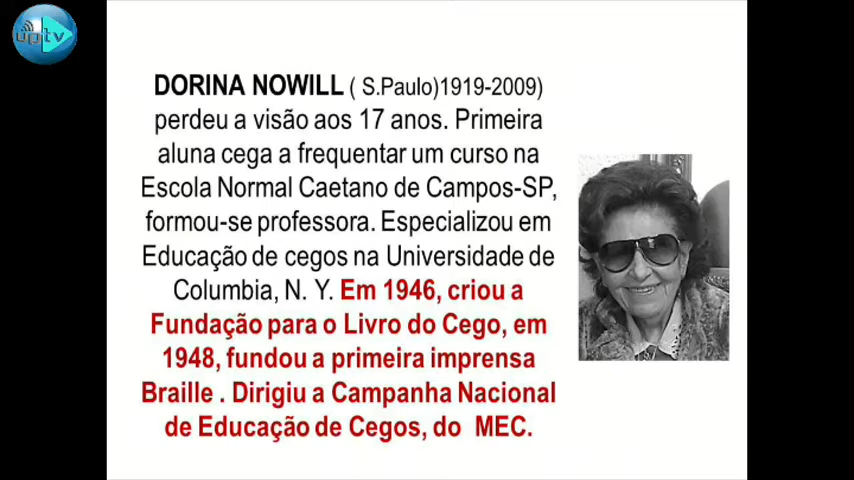 uptv
DORINA NOWILL ( S.Paulo)1919-2009)
perdeu a visão aos 17 anos. Primeira
aluna cega a frequentar um curso na
Escola Normal Caetano de Campos-SP,
formou-se professora. Especializou em
Educação de cegos na Universidade de
Columbia, N. Y. Em 1946, criou a
Fundação para o Livro do Cego, em
1948, fundou a primeira imprensa
Braille . Dirigiu a Campanha Nacional
de Educação de Cegos, do MEC.